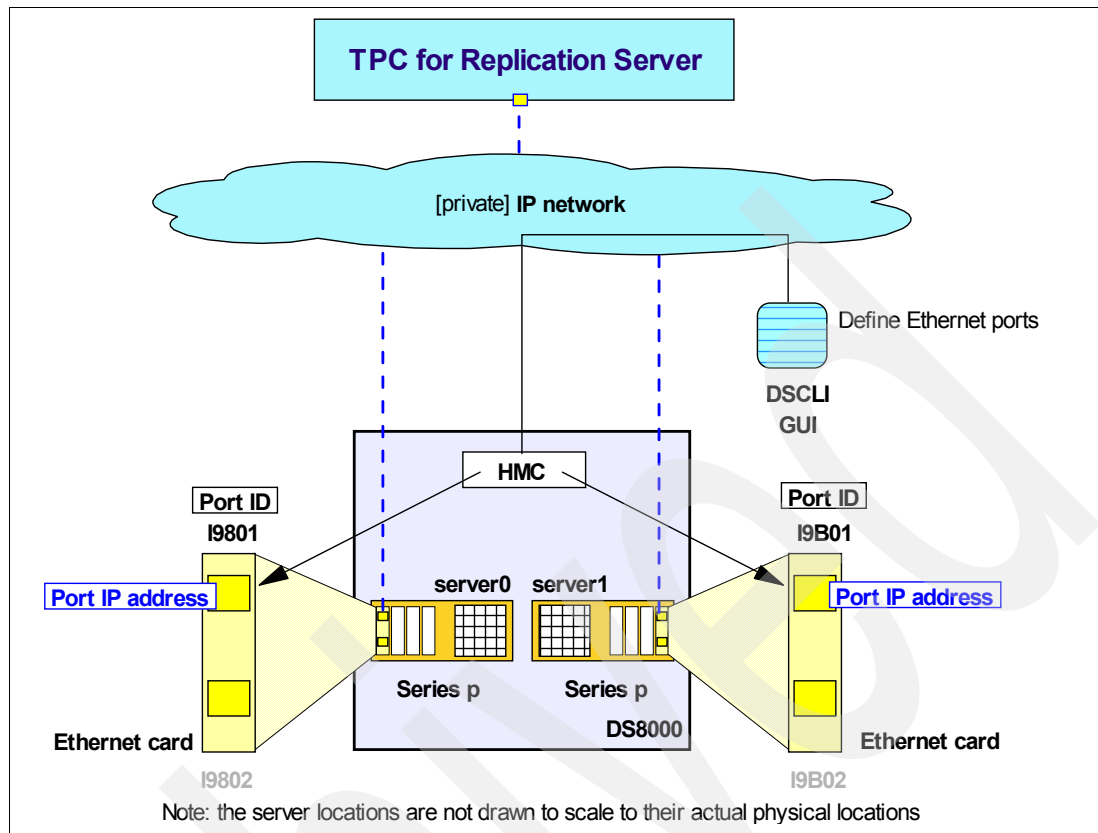 TPC for Replication Server
[private] IP network
Define Ethernet ports
DSCLI
GUI
HMC
Port ID
I9801
Port ID
I9B01
Port IP address
Port IP address
server0
server1
Series p
Series p
DS8000
Ethernet card
Ethernet card
I9802
I9B02
Note: the server locations are not drawn to scale to their actual physical locations